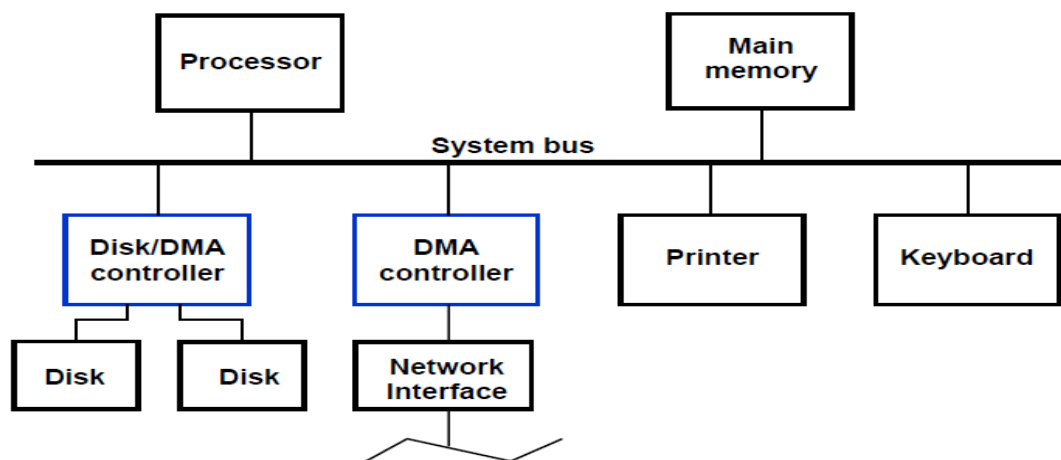 Processor
Main
memory
System bus
Disk/DMA
controller
DMA
controller
Printer
Keyboard
Disk
Disk
Network
Interface